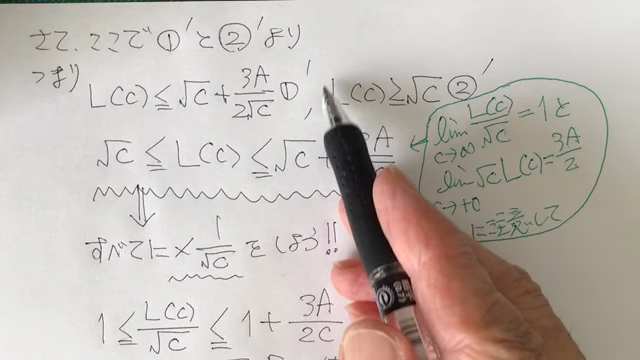 さて、ここで①'と②'より
つまり
L(c) ≦ √c + 3A/2√c ①', L(c) ≧ √c ②'
√c ≦ L(c) ≦ √c +
すべてに × 1/√c をしよう!!
1 ≦ L(c)/√c ≦ 1 + 3A/2c
lim c→∞ L(c)/√c = 1 と
lim c→+0 √c L(c) = 3A/2
に注意して